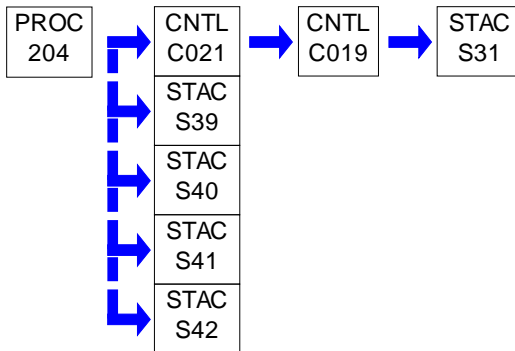 PROC
204
CNTL
C021
CNTL
C019
STAC
S31
STAC
S39
STAC
S40
STAC
S41
STAC
S42